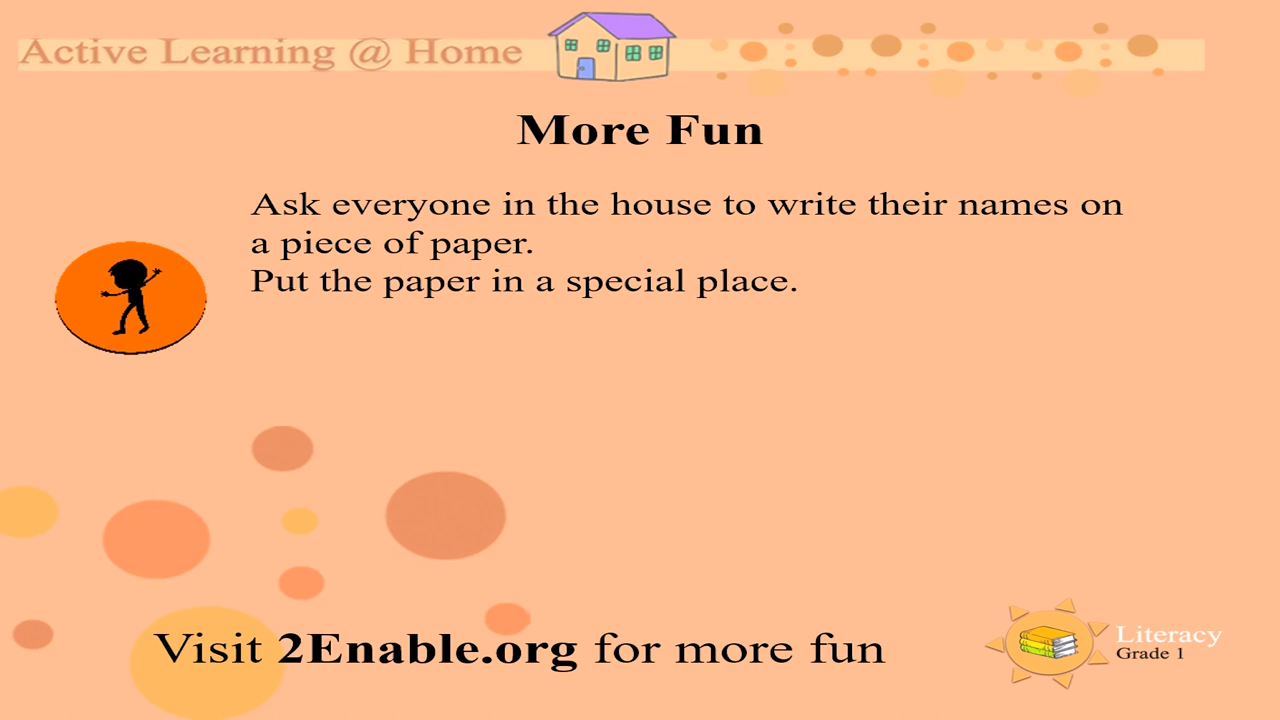 Active Learning @ Home
More Fun
Ask everyone in the house to write their names on
a piece of paper.
Put the paper in a special place.
Visit 2Enable.org for more fun
Literacy
Grade 1